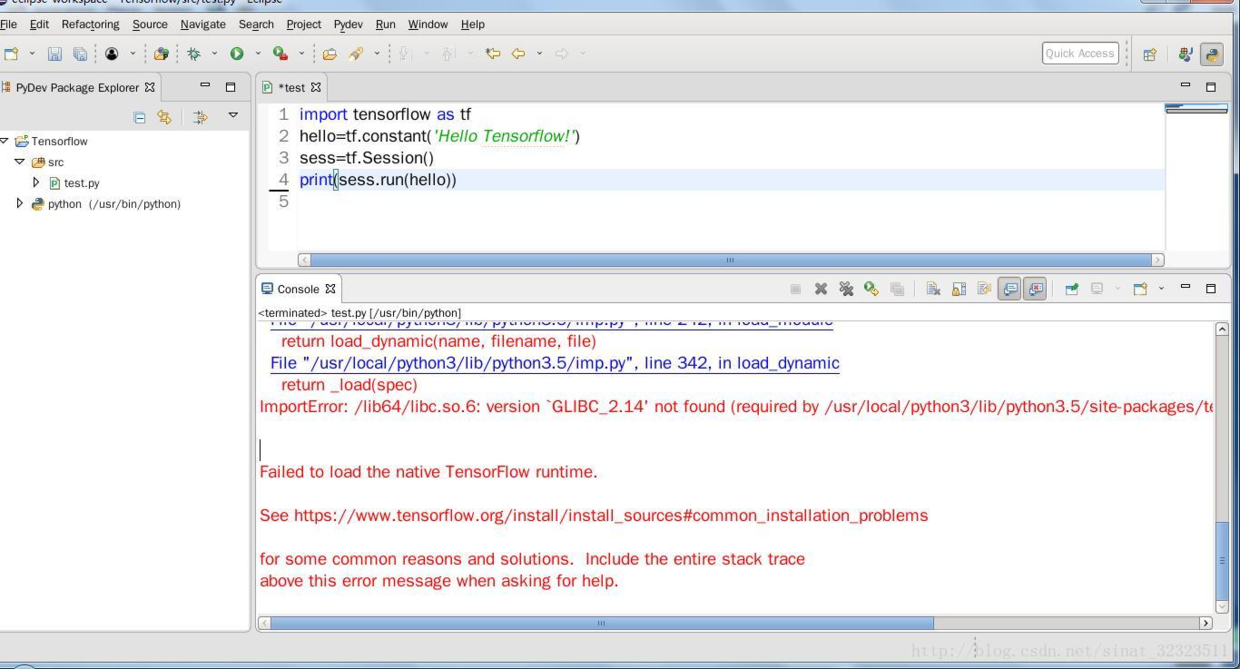 eclipse-workspace - Tensorflow/src/test.py - Eclipse
File Edit Refactoring Source Navigate Search Project Pydev Run Window Help
Quick Access
PyDev Package Explorer
*test
Tensorflow
src
test.py
python (/usr/bin/python)
1 import tensorflow as tf
2 hello=tf.constant('Hello Tensorflow!')
3 sess=tf.Session()
4 print(sess.run(hello))
5
Console
<terminated> test.py [/usr/bin/python]
File "/usr/local/python3/lib/python3.5/imp.py", line 242, in load_module
return load_dynamic(name, filename, file)
File "/usr/local/python3/lib/python3.5/imp.py", line 342, in load_dynamic
return _load(spec)
ImportError: /lib64/libc.so.6: version `GLIBC_2.14' not found (required by /usr/local/python3/lib/python3.5/site-packages/te
Failed to load the native TensorFlow runtime.
See https://www.tensorflow.org/install/install_sources#common_installation_problems
for some common reasons and solutions.  Include the entire stack trace
above this error message when asking for help.
http://blog.csdn.net/sinat_32323511